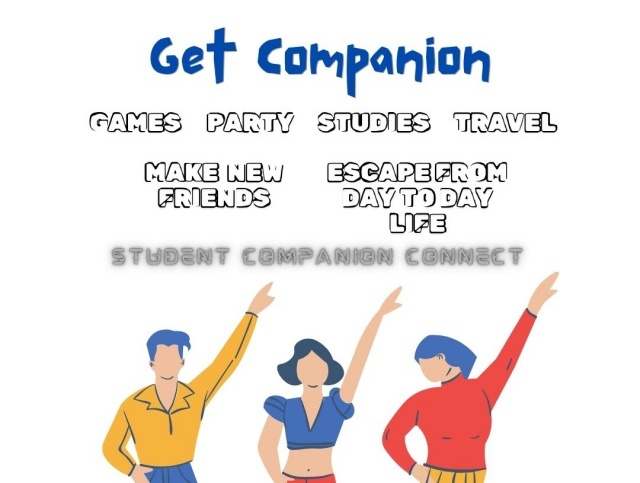 Get Companion
GAMES PARTY STUDIES TRAVEL
MAKE NEW
FRIENDS
ESCAPE FROM
DAY TO DAY
LIFE
STUDENT COMPANION CONNECT